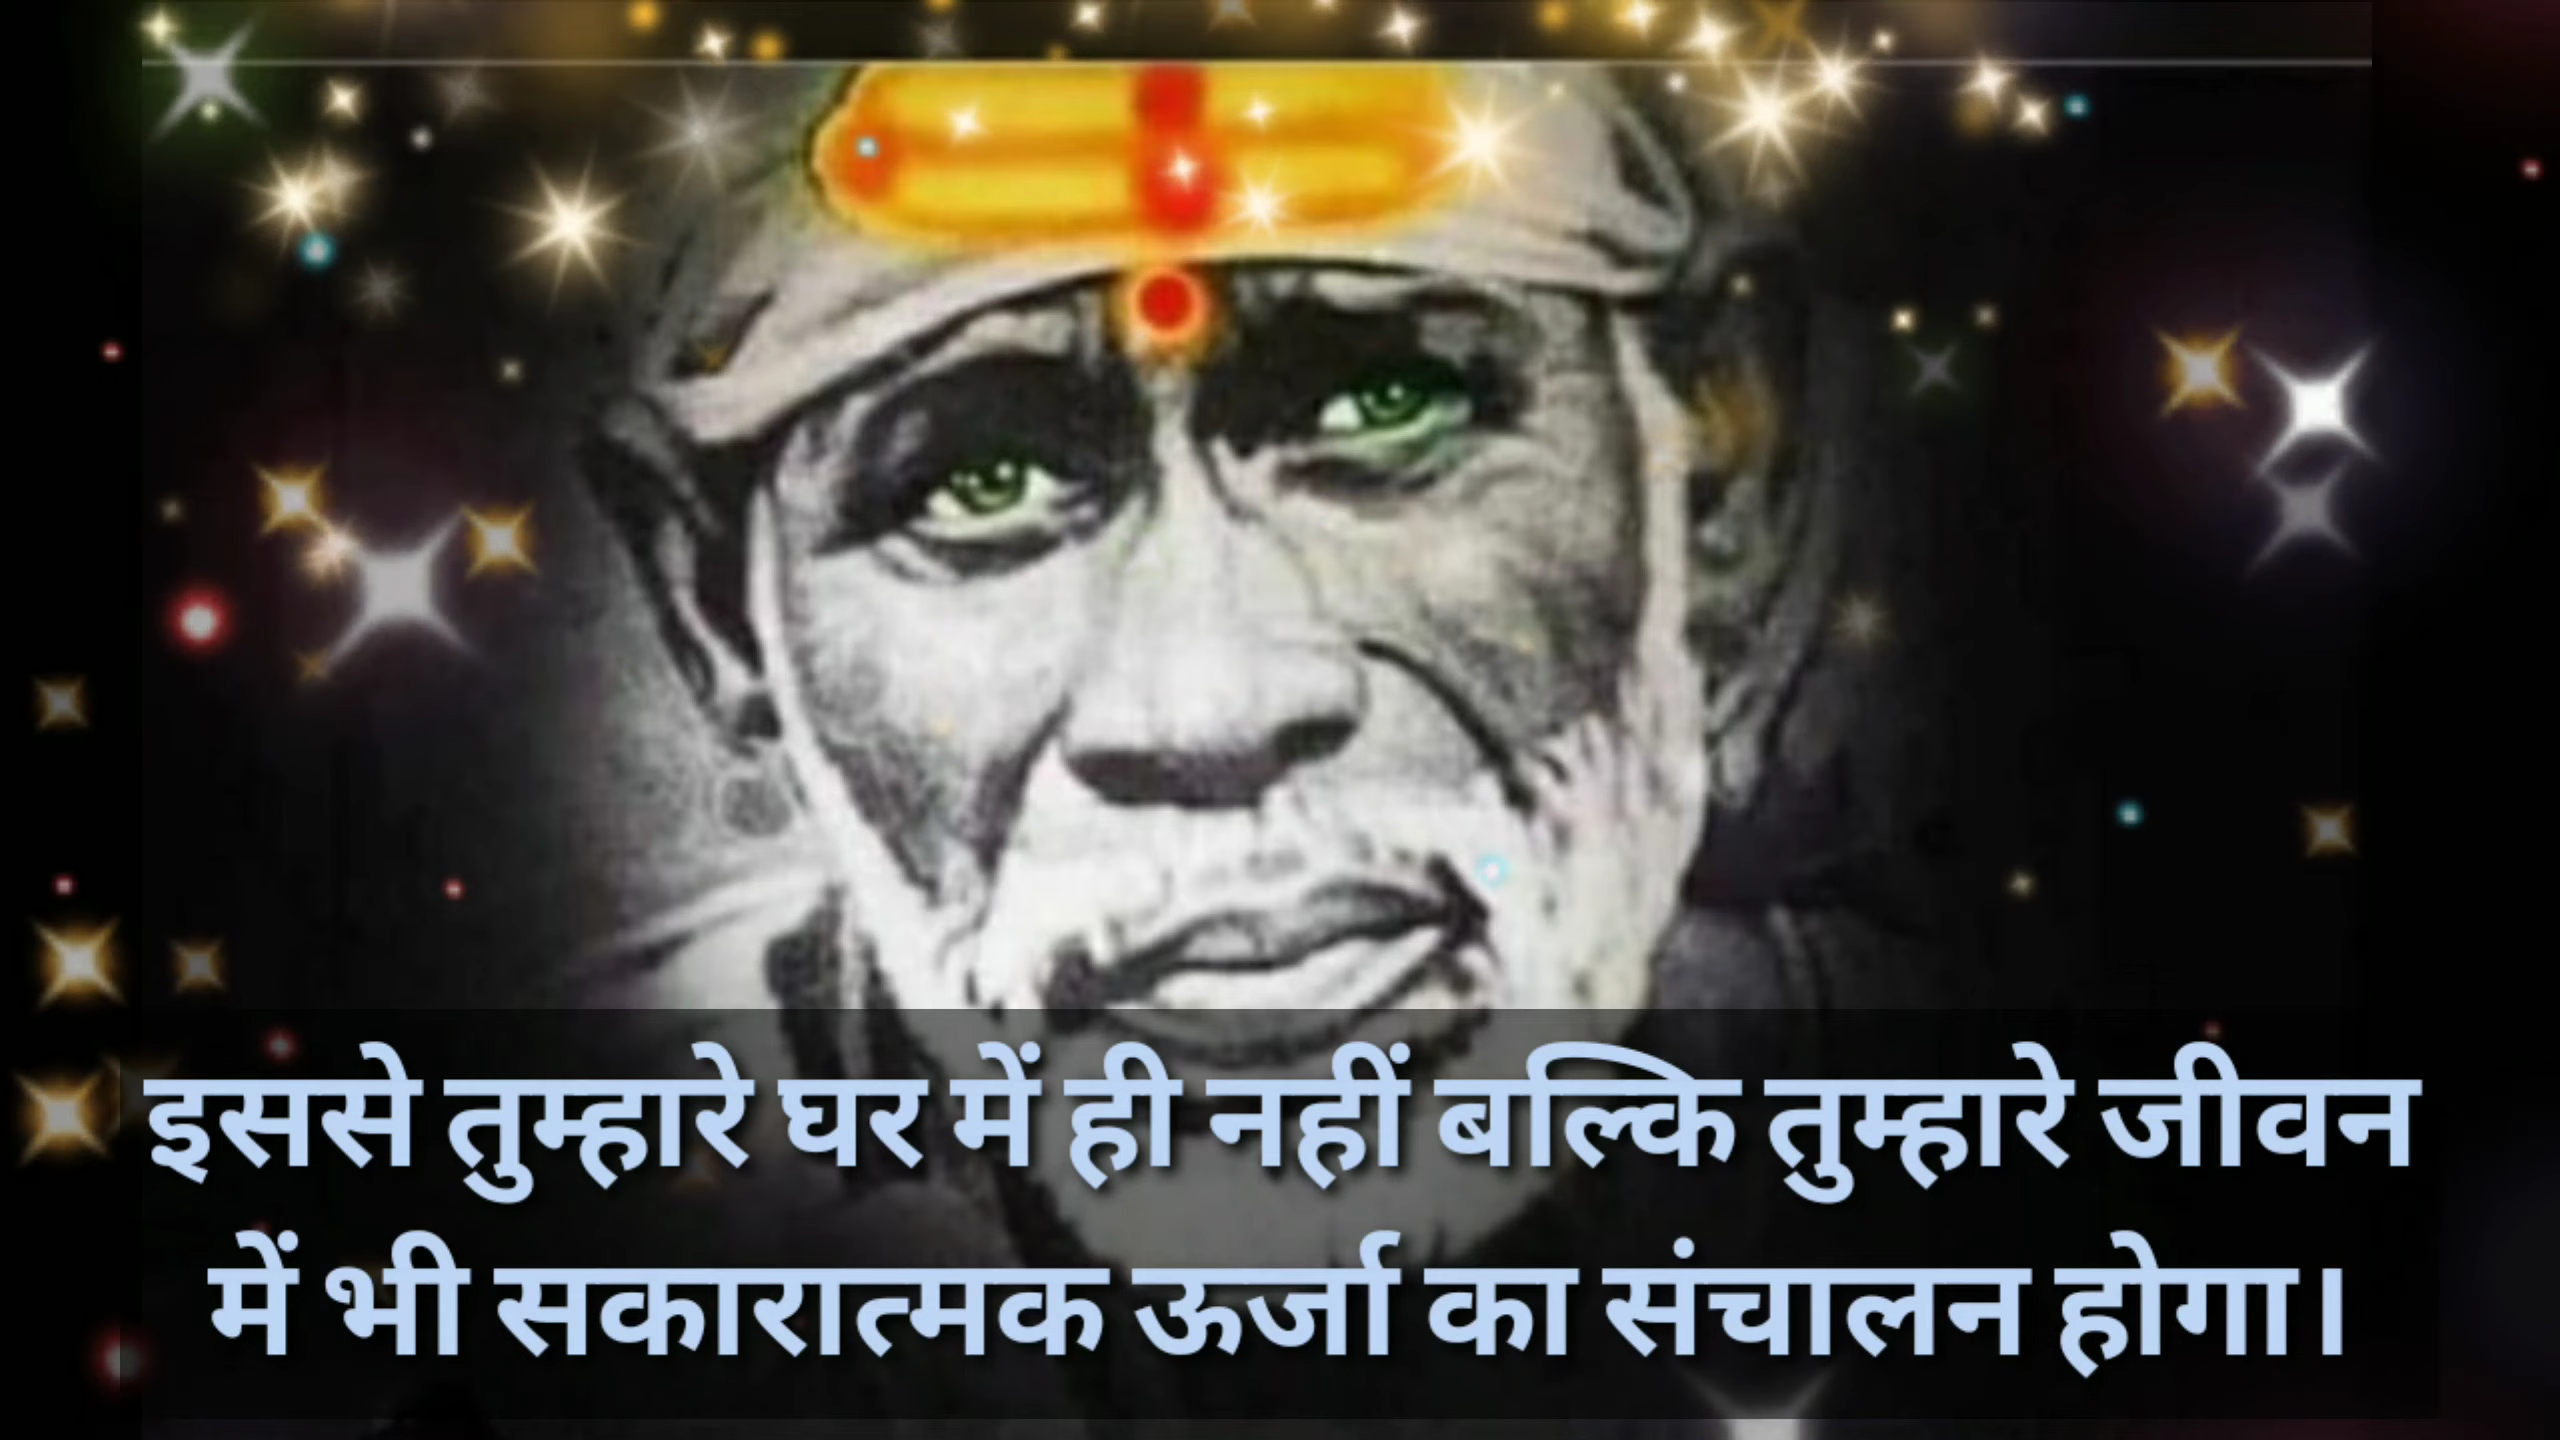 इससे तुम्हारे घर में ही नहीं बल्कि तुम्हारे जीवन
में भी सकारात्मक ऊर्जा का संचालन होगा।